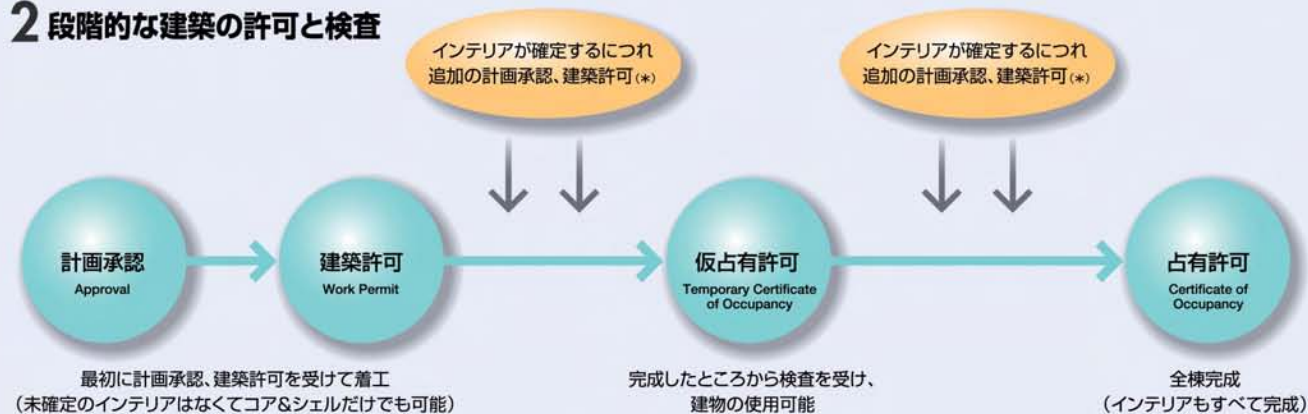 2 段階的な建築の許可と検査
インテリアが確定するにつれ
追加の計画承認、建築許可(*)
インテリアが確定するにつれ
追加の計画承認、建築許可(*)
計画承認
Approval
建築許可
Work Permit
仮占有許可
Temporary Certificate
of Occupancy
占有許可
Certificate of
Occupancy
最初に計画承認、建築許可を受けて着工
(未確定のインテリアはなくてコア&シェルだけでも可能)
完成したところから検査を受け、
建物の使用可能
全棟完成
(インテリアもすべて完成)